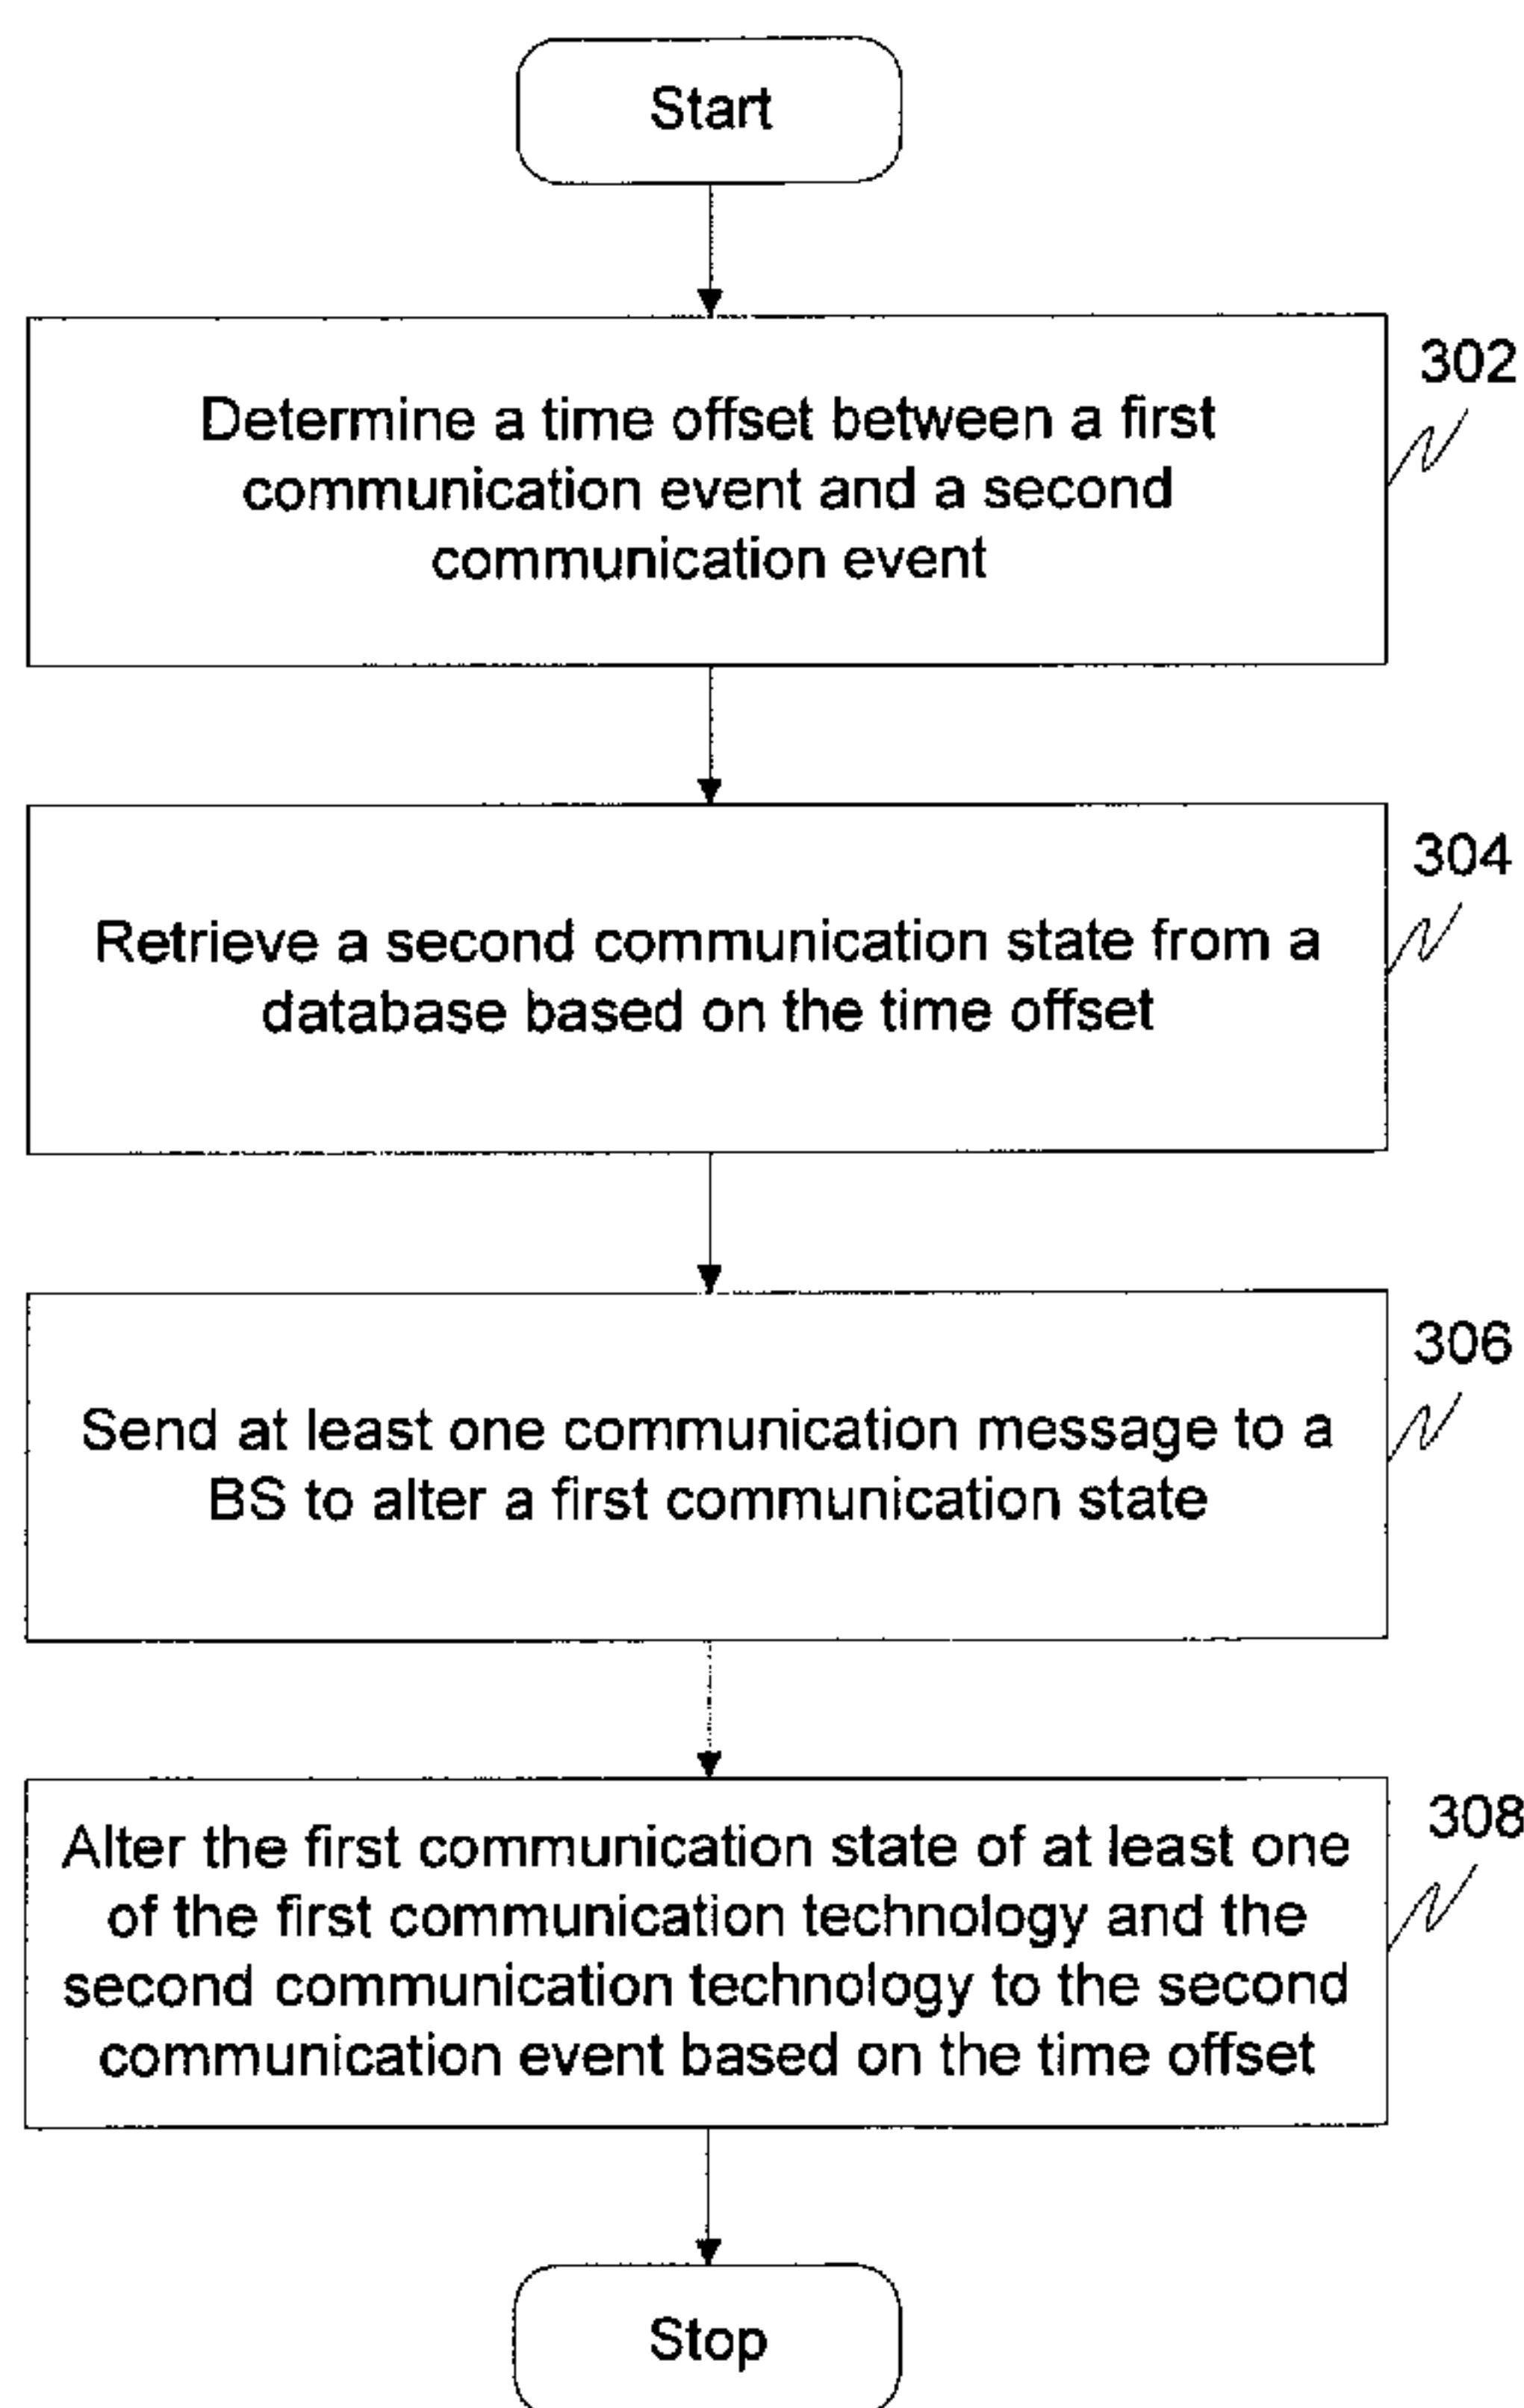 Start
302
Determine a time offset between a first
communication event and a second
communication event
304
Retrieve a second communication state from a
database based on the time offset
306
Send at least one communication message to a
BS to alter a first communication state
308
Alter the first communication state of at least one
of the first communication technology and the
second communication technology to the second
communication event based on the time offset
Stop